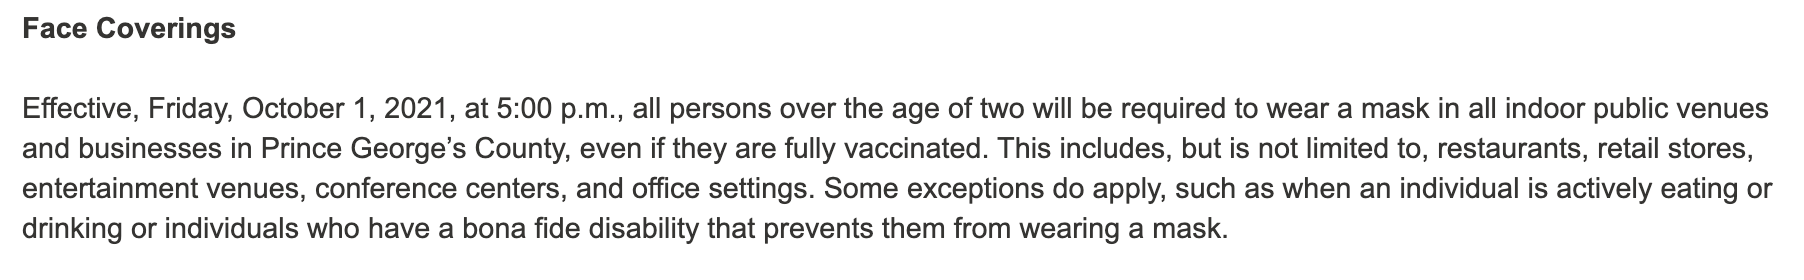 Face Coverings
Effective, Friday, October 1, 2021, at 5:00 p.m., all persons over the age of two will be required to wear a mask in all indoor public venues
and businesses in Prince George’s County, even if they are fully vaccinated. This includes, but is not limited to, restaurants, retail stores,
entertainment venues, conference centers, and office settings. Some exceptions do apply, such as when an individual is actively eating or
drinking or individuals who have a bona fide disability that prevents them from wearing a mask.